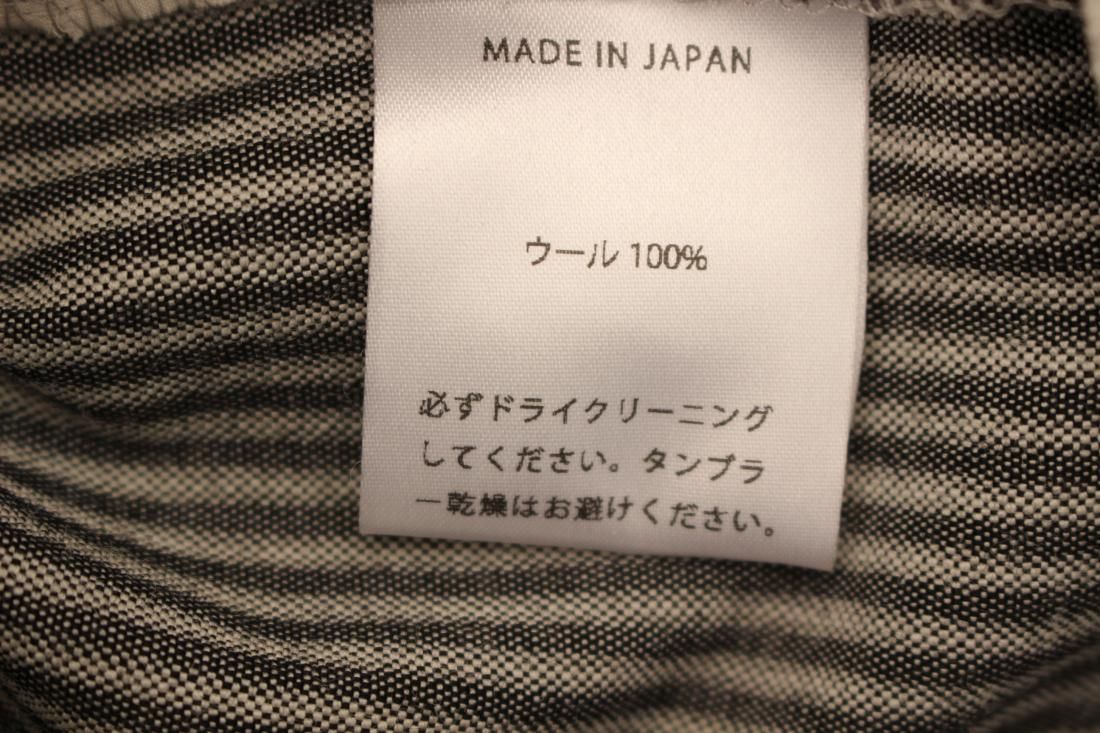 MADE IN JAPAN
ウール 100%
必ずドライクリーニング
してください。タンブラ
ー乾燥はお避けください。